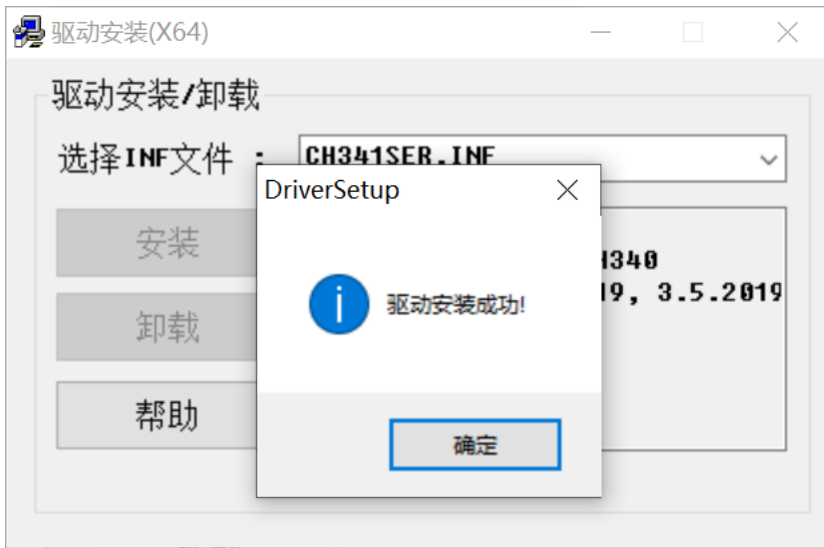 驱动安装(X64)
驱动安装/卸载
选择INF文件 :
CH341SER.INF
DriverSetup
安装
H340
19, 3.5.2019
驱动安装成功!
卸载
帮助
确定